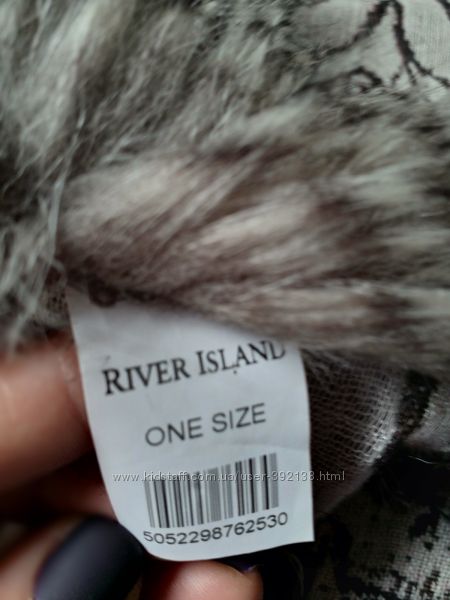 RIVER ISLAND
ONE SIZE
www.kidstaff.com.ua/user-392138.html
5052298762530